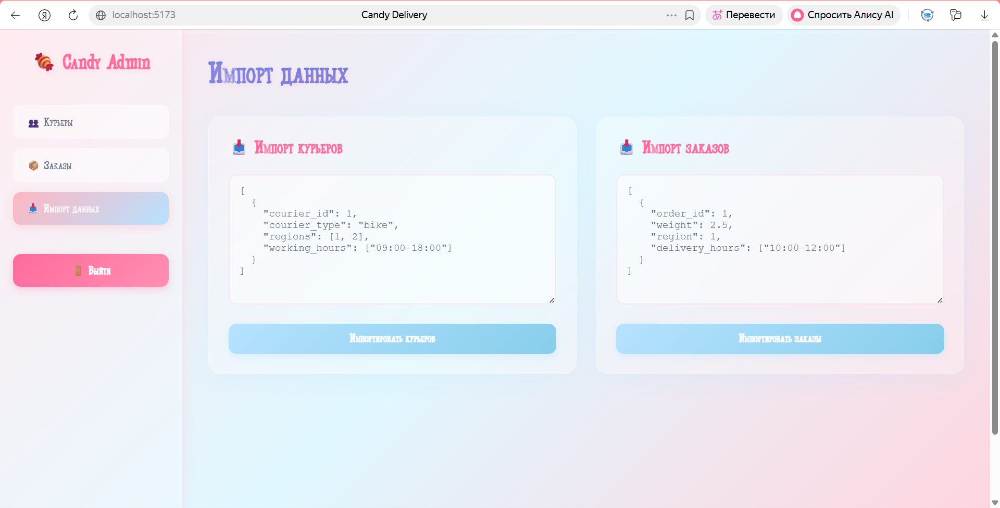 localhost:5173
Candy Delivery
Перевести
Спросить Алису AI
Candy Admin
Курьеры
Заказы
Импорт данных
Выйти
Импорт данных
Импорт курьеров
[
{
"courier_id": 1,
"courier_type": "bike",
"regions": [1, 2],
"working_hours": ["09:00-18:00"]
}
]
Импортировать курьеров
Импорт заказов
[
{
"order_id": 1,
"weight": 2.5,
"region": 1,
"delivery_hours": ["10:00-12:00"]
}
]
Импортировать заказы